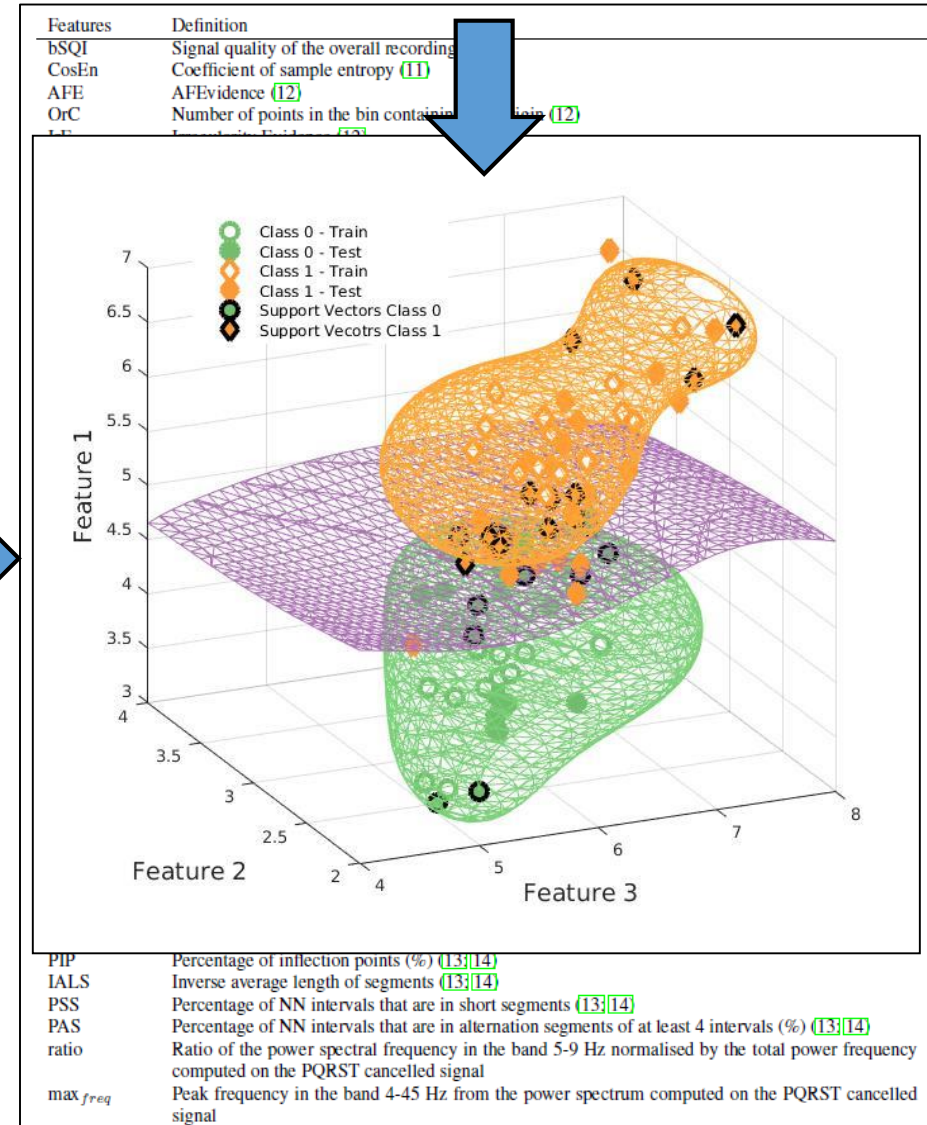 Features Definition
bSQI Signal quality of the overall recording
CosEn Coefficient of sample entropy (11)
AFE AFEvidence (12)
OrC Number of points in the bin (12)
Class 0 - Train
Class 0 - Test
Class 1 - Train
Class 1 - Test
Support Vectors Class 0
Support Vecotrs Class 1
7
6.5
6
5.5
5
4.5
4
3.5
3
Feature 1
4
3.5
3
2.5
2
Feature 2
4
5
6
7
8
Feature 3
PIP Percentage of inflection points (%) (13; 14)
IALS Inverse average length of segments (13; 14)
PSS Percentage of NN intervals that are in short segments (13; 14)
PAS Percentage of NN intervals that are in alternation segments of at least 4 intervals (%) (13; 14)
ratio Ratio of the power spectral frequency in the band 5-9 Hz normalised by the total power frequency
computed on the PQRST cancelled signal
max freq Peak frequency in the band 4-45 Hz from the power spectrum computed on the PQRST cancelled
signal